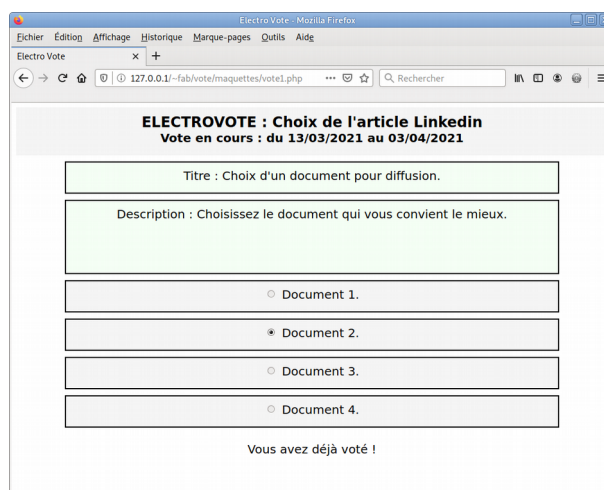 Electro Vote - Mozilla Firefox
Fichier Édition Affichage Historique Marque-pages Outils Aide
Electro Vote × +
127.0.0.1/~fab/vote/maquettes/vote1.php ··· Rechercher
ELECTROVOTE : Choix de l'article Linkedin
Vote en cours : du 13/03/2021 au 03/04/2021
Titre : Choix d'un document pour diffusion.
Description : Choisissez le document qui vous convient le mieux.
Document 1.
Document 2.
Document 3.
Document 4.
Vous avez déjà voté !